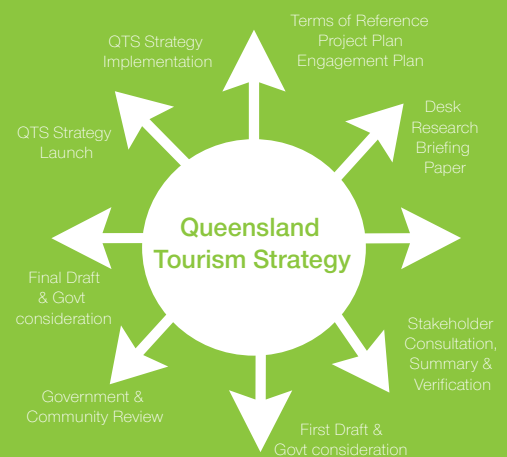 Terms of Reference
Project Plan
Engagement Plan
Desk
Research
Briefing
Paper
Stakeholder
Consultation,
Summary &
Verification
First Draft &
Govt consideration
Government &
Community Review
Final Draft
& Govt
consideration
QTS Strategy
Launch
QTS Strategy
Implementation
Queensland
Tourism Strategy